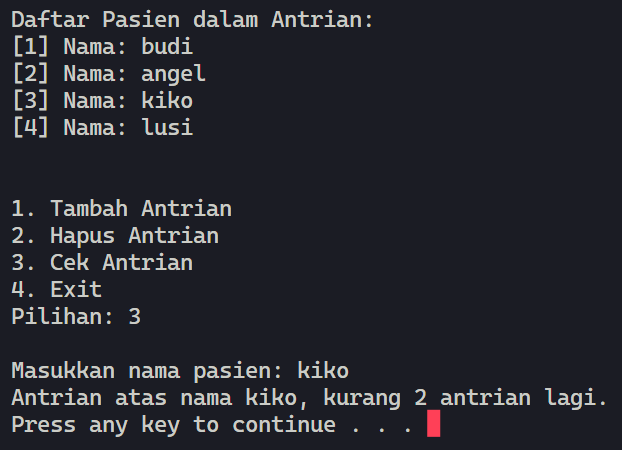 Daftar Pasien dalam Antrian:
[1] Nama: budi
[2] Nama: angel
[3] Nama: kiko
[4] Nama: lusi
1. Tambah Antrian
2. Hapus Antrian
3. Cek Antrian
4. Exit
Pilihan: 3
Masukkan nama pasien: kiko
Antrian atas nama kiko, kurang 2 antrian lagi.
Press any key to continue . . .